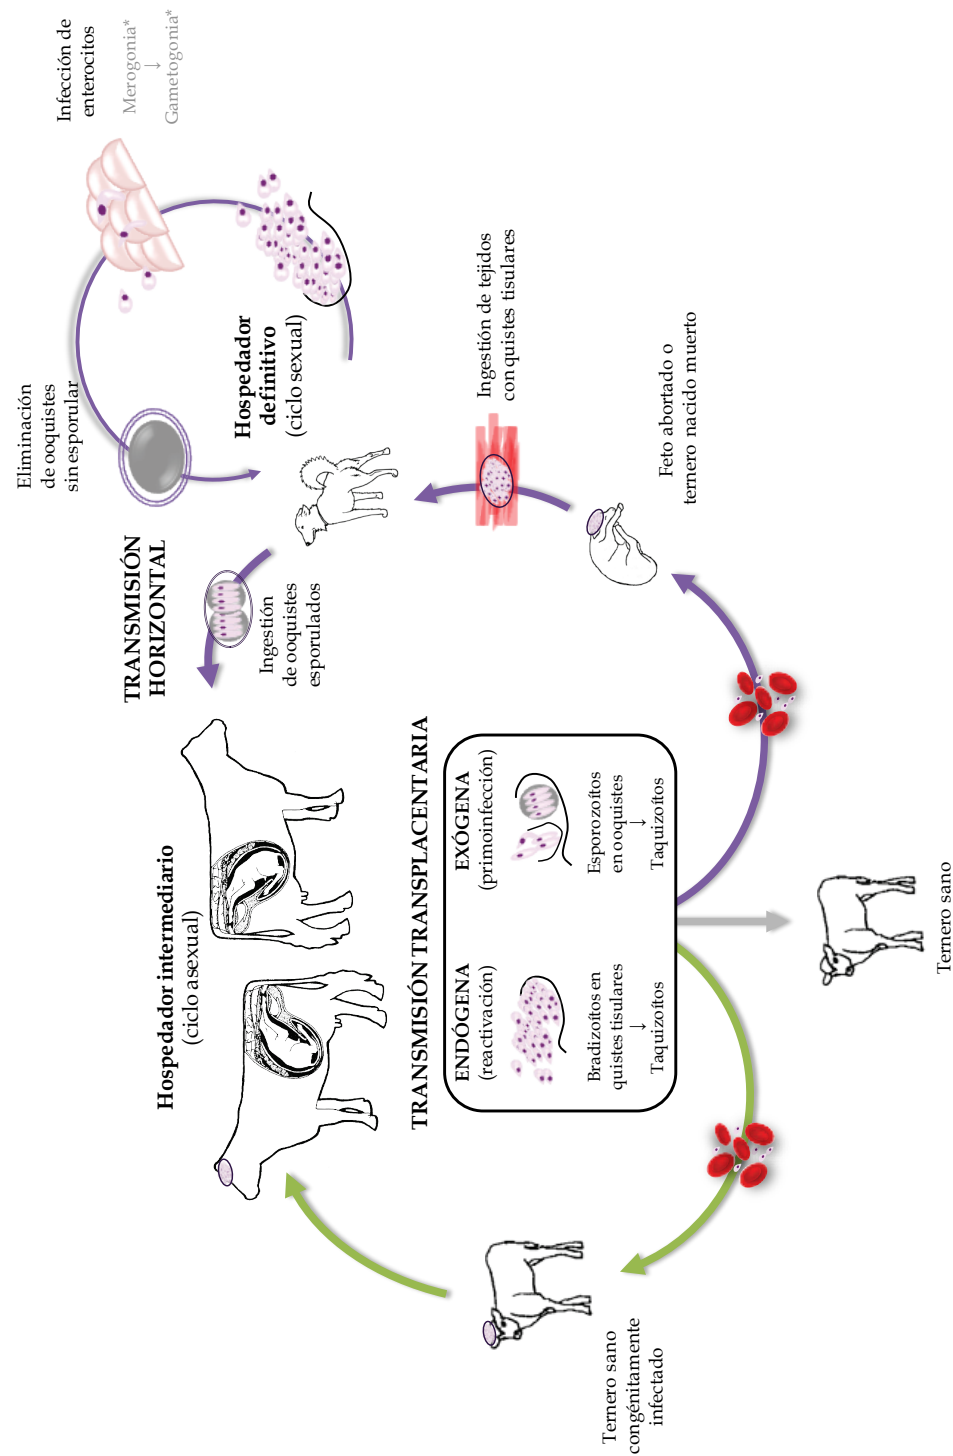 Hospedador intermediario
(ciclo asexual)
TRANSMISIÓN
HORIZONTAL
Eliminación
de ooquistes
sin esporular
Infección de
enterocitos
Merogonia*
↓
Gametogonia*
Ingestión
de ooquistes
esporulados
Hospedador
definitivo
(ciclo sexual)
Ingestión de tejidos
con quistes tisulares
TRANSMISIÓN TRANSPLACENTARIA
ENDÓGENA
(reactivación)
Bradizoítos en
quistes tisulares
↓
Taquizoítos
EXÓGENA
(primoinfección)
Esporozoítos
en ooquistes
↓
Taquizoítos
Feto abortado o
ternero nacido muerto
Ternero sano
congénitamente
infectado
Ternero sano